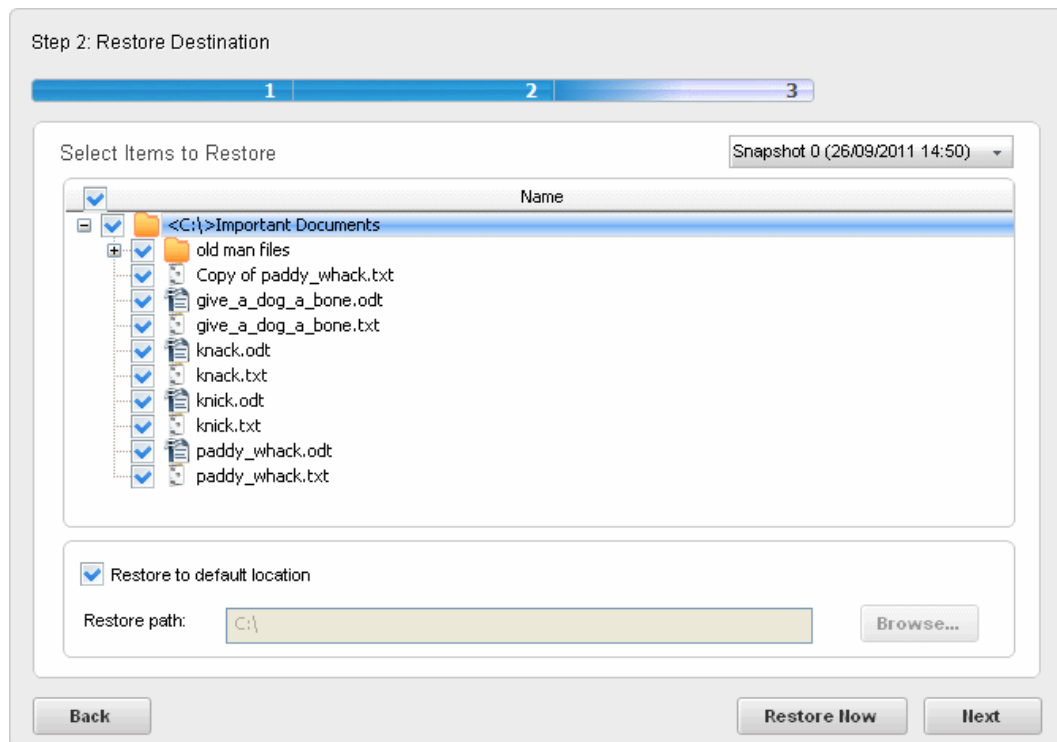 Step 2: Restore Destination
1 2 3
Select Items to Restore
Snapshot 0 (26/09/2011 14:50)
Name
<C:\>Important Documents
old man files
Copy of paddy_whack.txt
give_a_dog_a_bone.odt
give_a_dog_a_bone.txt
knack.odt
knack.txt
knick.odt
knick.txt
paddy_whack.odt
paddy_whack.txt
Restore to default location
Restore path: C:\ Browse...
Back Restore Now Next